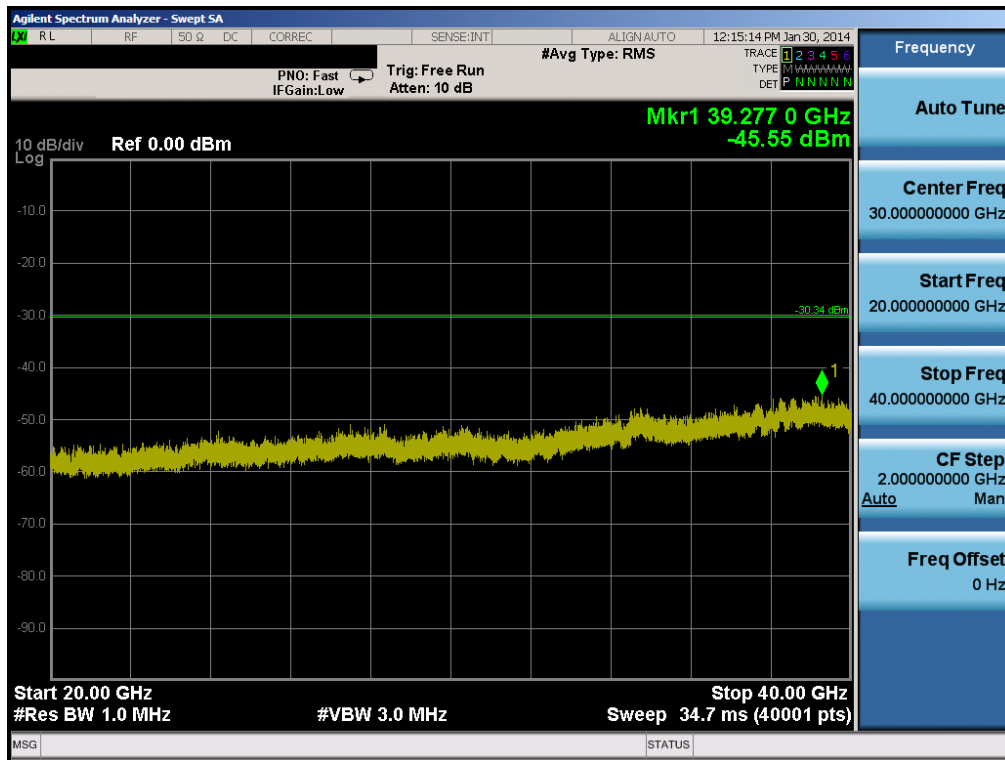 Agilent Spectrum Analyzer - Swept SA
LXI RL RF 50 Ω DC CORREC SENSE:INT ALIGN AUTO 12:15:14 PM Jan 30, 2014
PNO: Fast
IFGain:Low
Trig: Free Run
Atten: 10 dB
#Avg Type: RMS
TRACE 1 2 3 4 5 6
TYPE M WWWWW
DET P N N N N N
Mkr1 39.277 0 GHz
-45.55 dBm
10 dB/div Ref 0.00 dBm
Log
-10.0
-20.0
-30.0
-30.34 dBm
-40.0
1
-50.0
-60.0
-70.0
-80.0
-90.0
Start 20.00 GHz Stop 40.00 GHz
#Res BW 1.0 MHz #VBW 3.0 MHz Sweep 34.7 ms (40001 pts)
MSG STATUS
Frequency
Auto Tune
Center Freq
30.000000000 GHz
Start Freq
20.000000000 GHz
Stop Freq
40.000000000 GHz
CF Step
2.000000000 GHz
Auto Man
Freq Offset
0 Hz